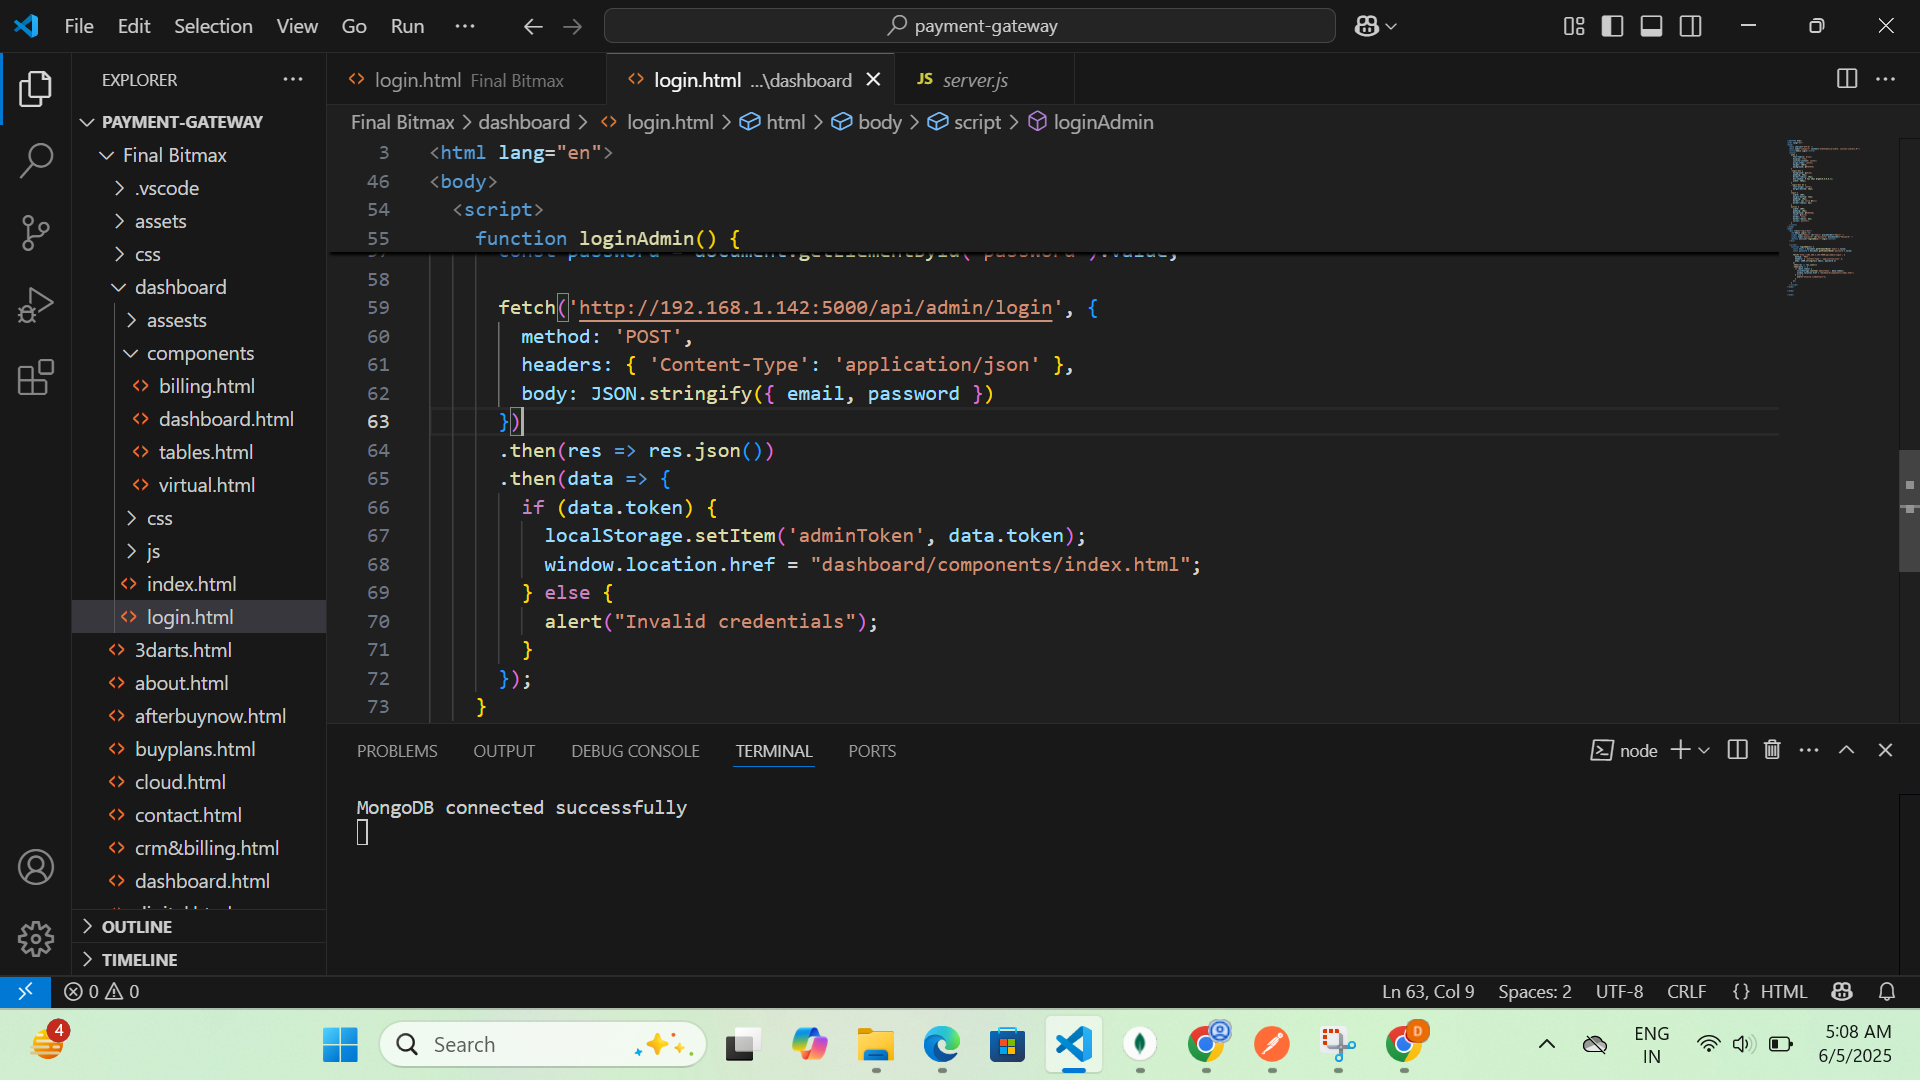 File Edit Selection View Go Run ···
payment-gateway
EXPLORER
PAYMENT-GATEWAY
Final Bitmax
.vscode
assets
css
dashboard
assests
components
billing.html
dashboard.html
tables.html
virtual.html
css
js
index.html
login.html
3darts.html
about.html
afterbuynow.html
buyplans.html
cloud.html
contact.html
crm&billing.html
dashboard.html
OUTLINE
TIMELINE
login.html Final Bitmax
login.html ...\dashboard
JS server.js
Final Bitmax > dashboard > login.html > html > body > script > loginAdmin
3 <html lang="en">
46 <body>
54 <script>
55 function loginAdmin() {
57 const password = document.getElementById('password').value;
58
59 fetch('http://192.168.1.142:5000/api/admin/login', {
60 method: 'POST',
61 headers: { 'Content-Type': 'application/json' },
62 body: JSON.stringify({ email, password })
63 })
64 .then(res => res.json())
65 .then(data => {
66 if (data.token) {
67 localStorage.setItem('adminToken', data.token);
68 window.location.href = "dashboard/components/index.html";
69 } else {
70 alert("Invalid credentials");
71 }
72 });
73 }
PROBLEMS OUTPUT DEBUG CONSOLE TERMINAL PORTS
node
MongoDB connected successfully
0 0
Ln 63, Col 9 Spaces: 2 UTF-8 CRLF {} HTML
4
Search
D
ENG
IN
5:08 AM
6/5/2025